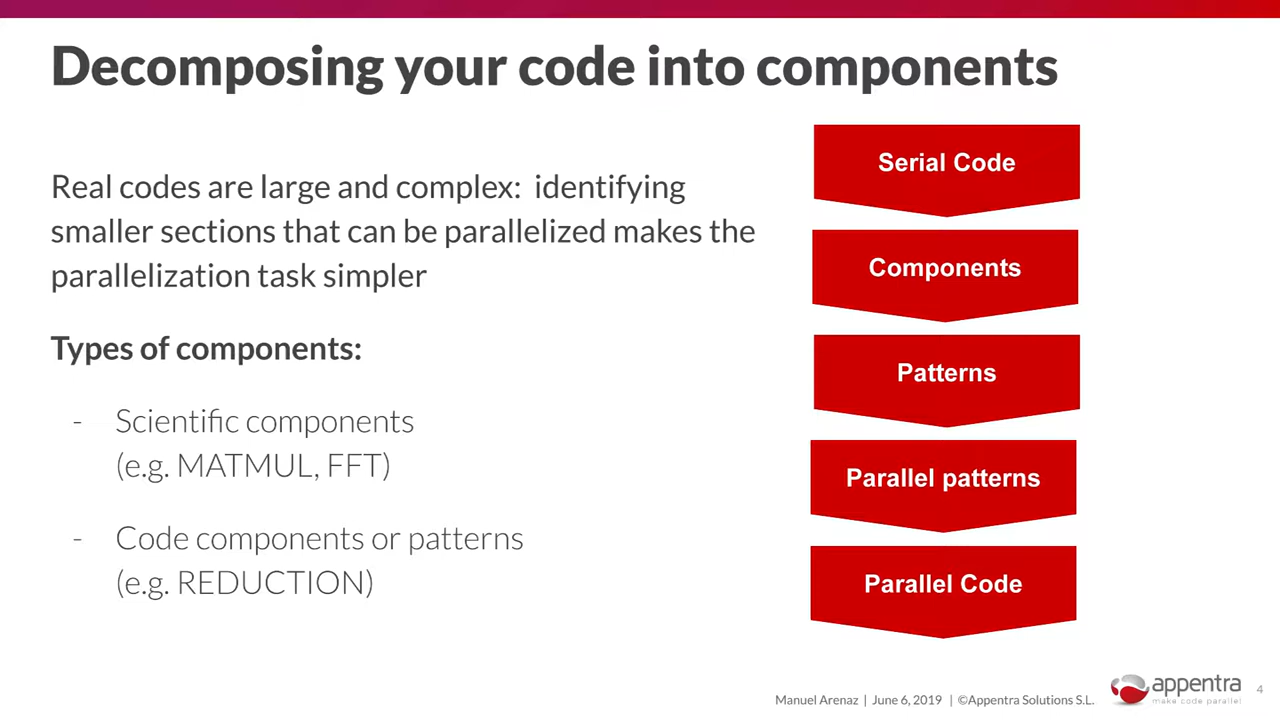 Decomposing your code into components
Real codes are large and complex:  identifying
smaller sections that can be parallelized makes the
parallelization task simpler
Types of components:
- Scientific components
(e.g. MATMUL, FFT)
- Code components or patterns
(e.g. REDUCTION)
Serial Code
Components
Patterns
Parallel patterns
Parallel Code
Manuel Arenaz | June 6, 2019 | ©Appentra Solutions S.L.
appentra
make code parallel
4